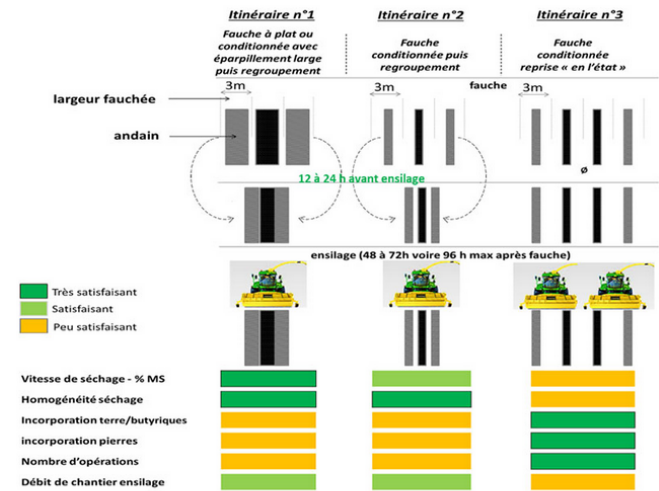 Itinéraire n°1
Itinéraire n°2
Itinéraire n°3
Fauche à plat ou
conditionnée avec
éparpillement large
puis regroupement
Fauche
conditionnée puis
regroupement
Fauche
conditionnée
reprise « en l’état »
fauche
3m
3m
3m
largeur fauchée
andain
ø
12 à 24 h avant ensilage
ensilage (48 à 72h voire 96 h max après fauche)
Très satisfaisant
Satisfaisant
Peu satisfaisant
Vitesse de séchage - % MS
Homogénéité séchage
Incorporation terre/butyriques
incorporation pierres
Nombre d’opérations
Débit de chantier ensilage